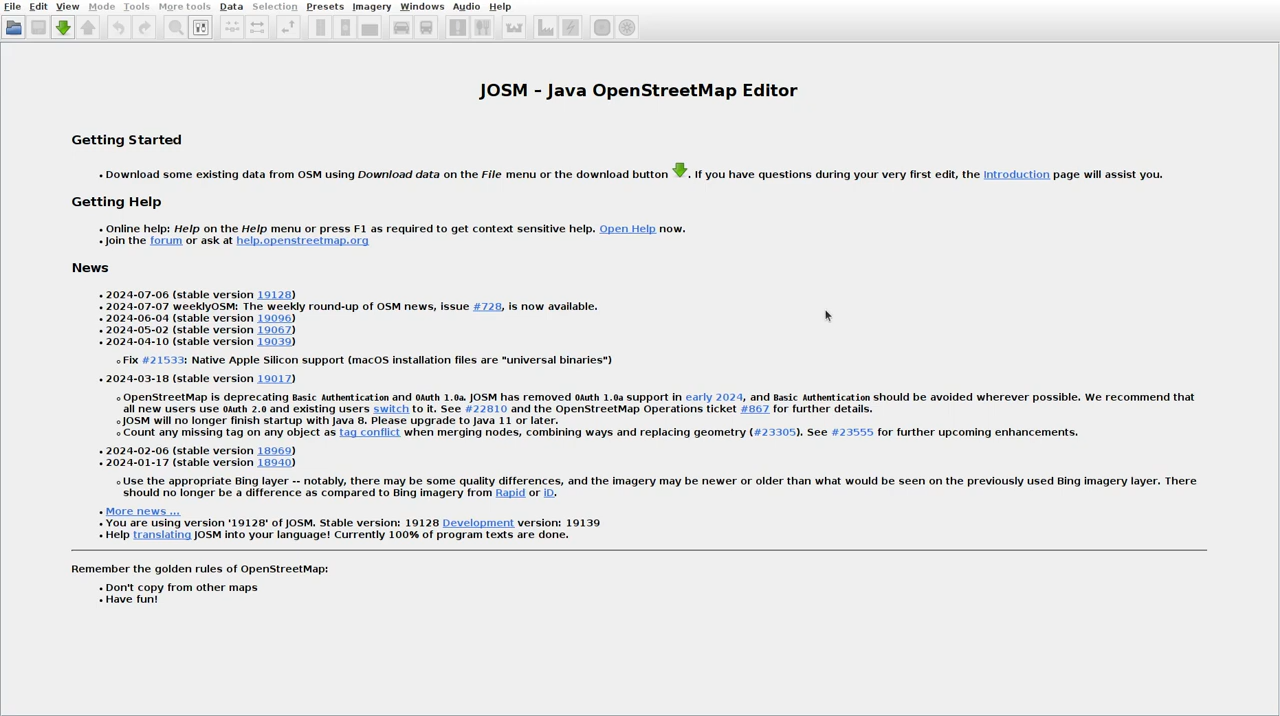 File Edit View Mode Tools More tools Data Selection Presets Imagery Windows Audio Help
JOSM – Java OpenStreetMap Editor
Getting Started
Download some existing data from OSM using Download data on the File menu or the download button . If you have questions during your very first edit, the Introduction page will assist you.
Getting Help
Online help: Help on the Help menu or press F1 as required to get context sensitive help. Open Help now.
Join the forum or ask at help.openstreetmap.org
News
2024-07-06 (stable version 19128)
2024-07-07 weeklyOSM: The weekly round-up of OSM news, issue #728, is now available.
2024-06-04 (stable version 19096)
2024-05-02 (stable version 19067)
2024-04-10 (stable version 19039)
Fix #21533: Native Apple Silicon support (macOS installation files are "universal binaries")
2024-03-18 (stable version 19017)
OpenStreetMap is deprecating Basic Authentication and OAuth 1.0a. JOSM has removed OAuth 1.0a support in early 2024, and Basic Authentication should be avoided wherever possible. We recommend that
all new users use OAuth 2.0 and existing users switch to it. See #22810 and the OpenStreetMap Operations ticket #867 for further details.
JOSM will no longer finish startup with Java 8. Please upgrade to Java 11 or later.
Count any missing tag on any object as tag conflict when merging nodes, combining ways and replacing geometry (#23305). See #23555 for further upcoming enhancements.
2024-02-06 (stable version 18969)
2024-01-17 (stable version 18940)
Use the appropriate Bing layer -- notably, there may be some quality differences, and the imagery may be newer or older than what would be seen on the previously used Bing imagery layer. There
should no longer be a difference as compared to Bing imagery from Rapid or iD.
More news ...
You are using version '19128' of JOSM. Stable version: 19128 Development version: 19139
Help translating JOSM into your language! Currently 100% of program texts are done.
Remember the golden rules of OpenStreetMap:
Don't copy from other maps
Have fun!